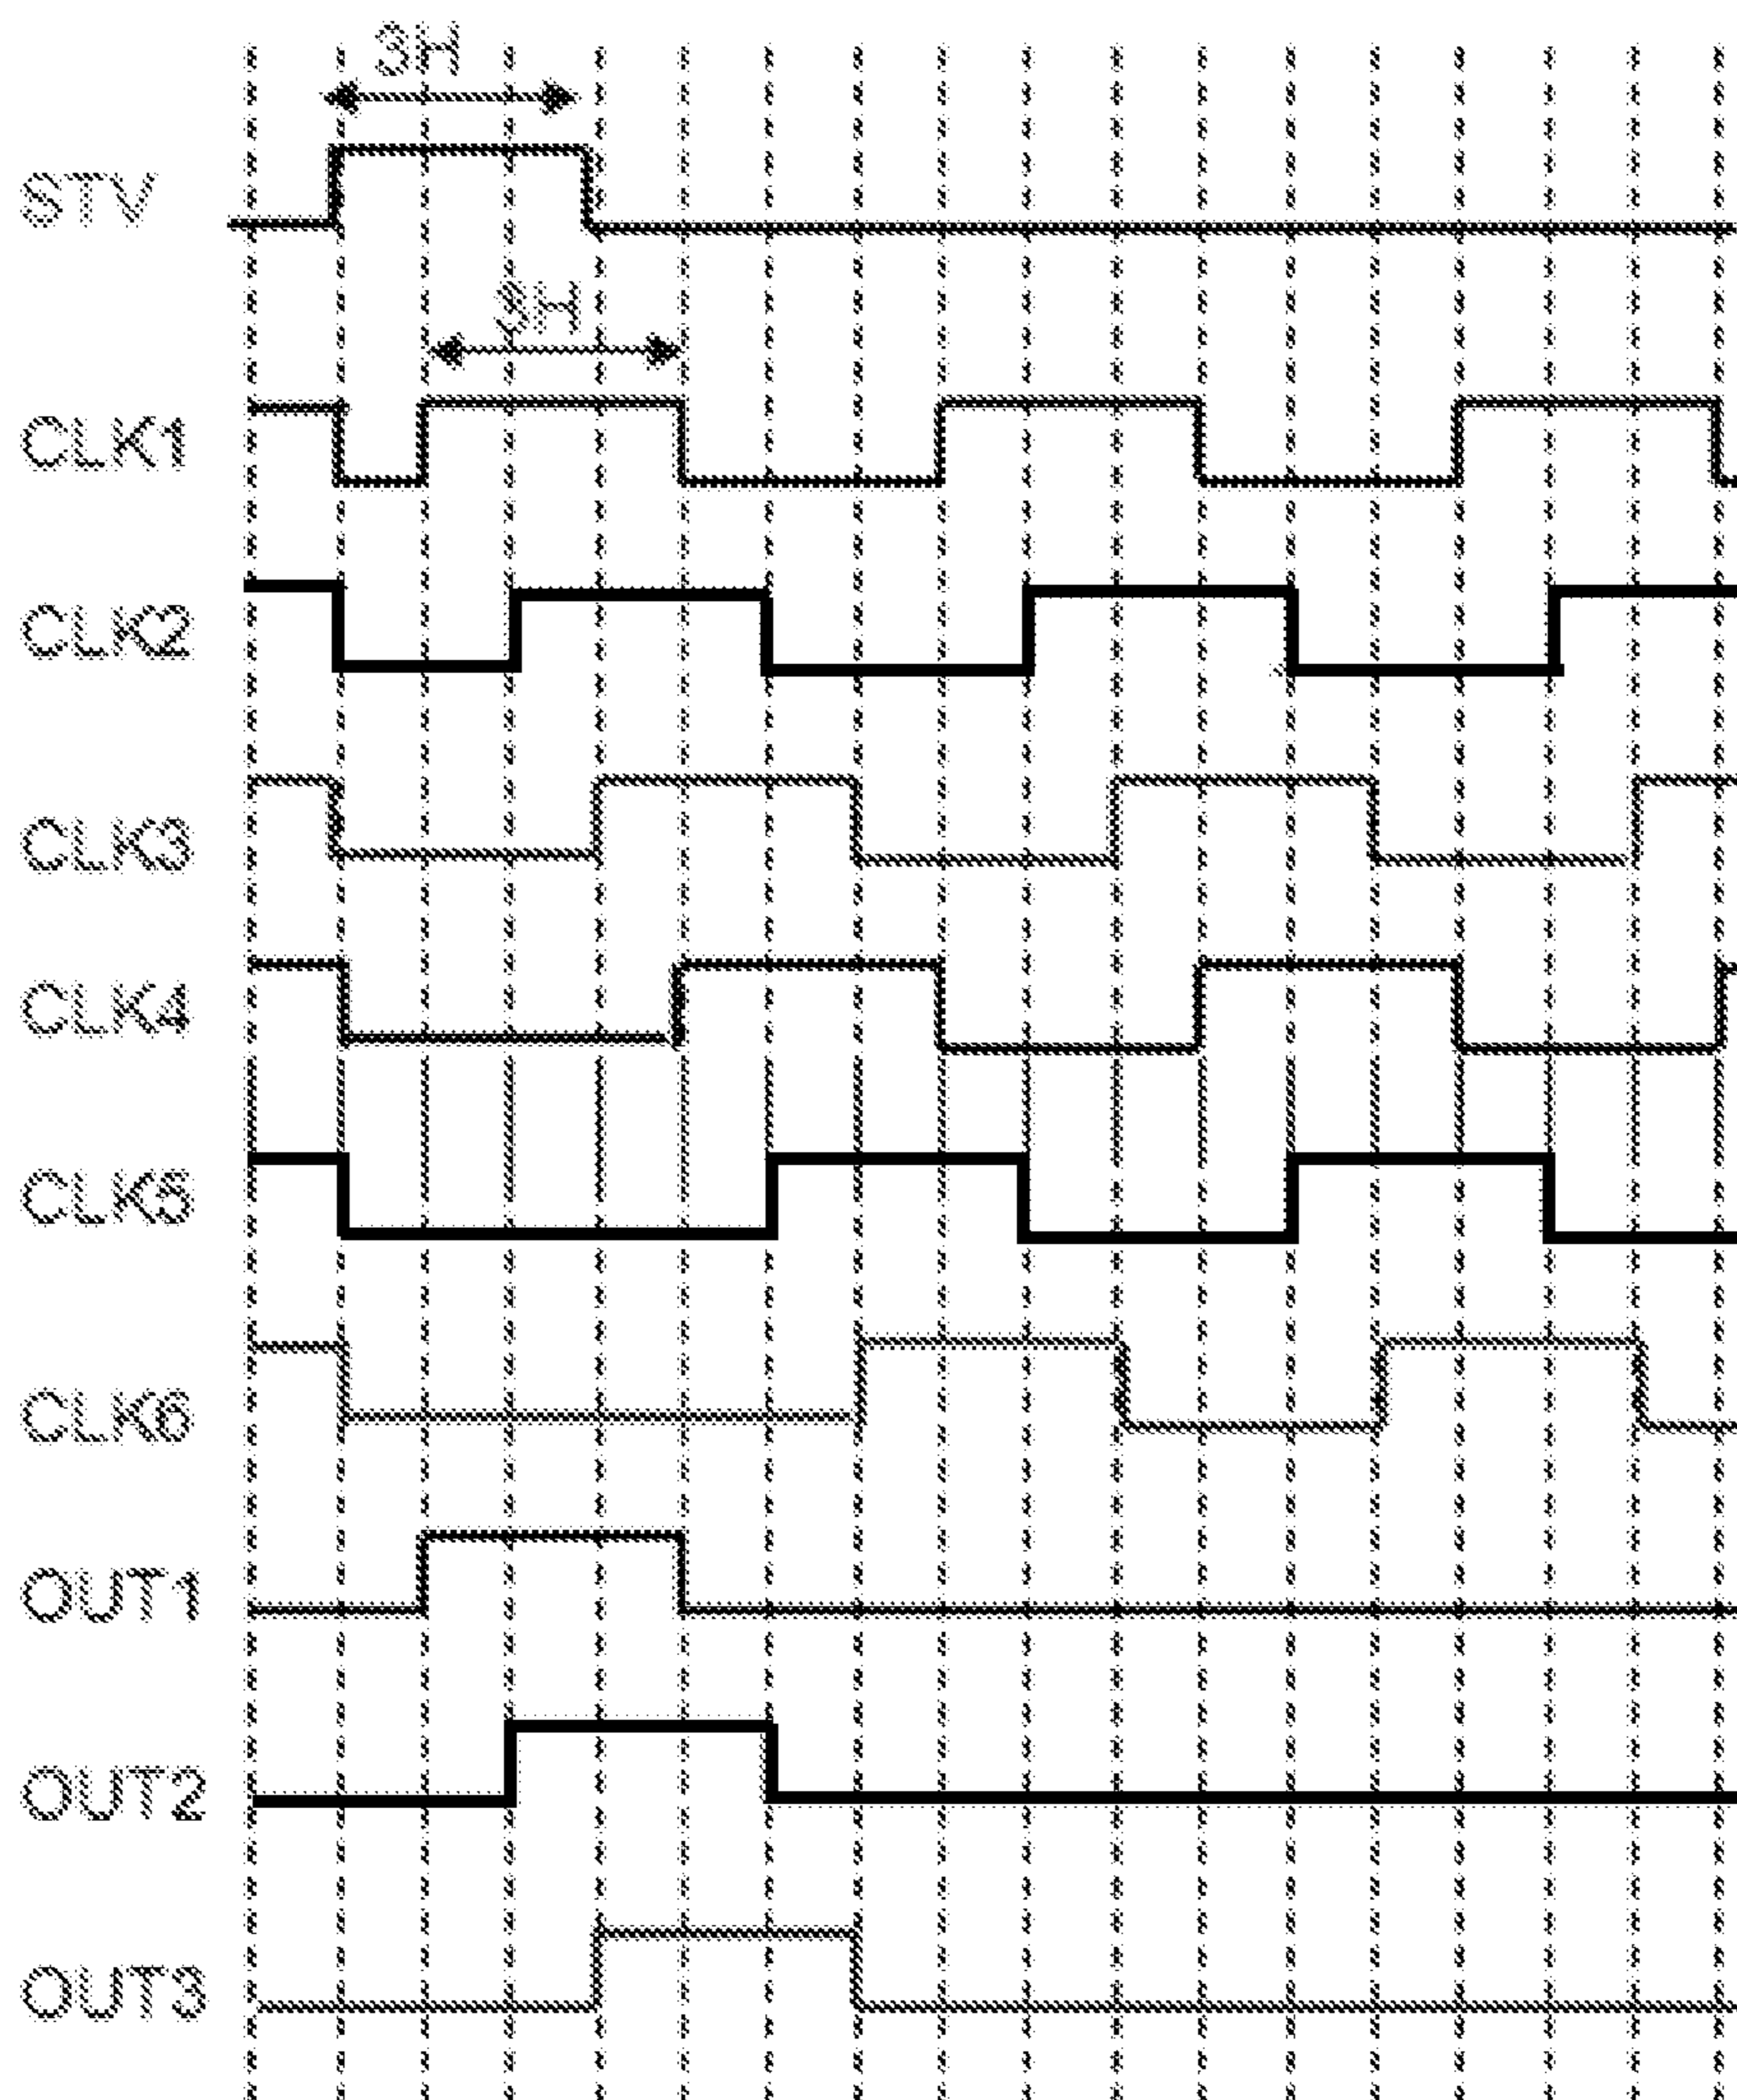 3H
STV
3H
CLK1
CLK2
CLK3
CLK4
CLK5
CLK6
OUT1
OUT2
OUT3